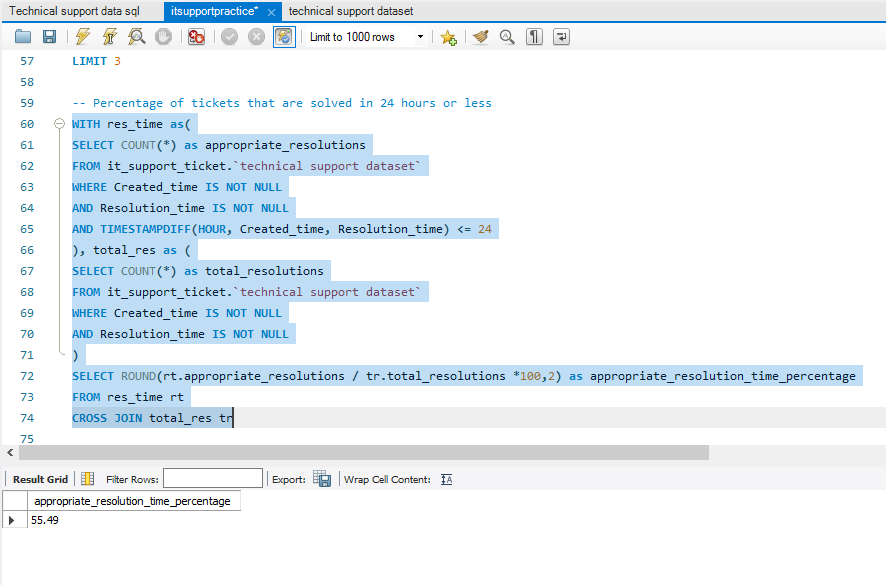 Technical support data sql itsupportpractice* × technical support dataset
Limit to 1000 rows
57 LIMIT 3
58
59 -- Percentage of tickets that are solved in 24 hours or less
60 WITH res_time as(
61 SELECT COUNT(*) as appropriate_resolutions
62 FROM it_support_ticket.`technical support dataset`
63 WHERE Created_time IS NOT NULL
64 AND Resolution_time IS NOT NULL
65 AND TIMESTAMPDIFF(HOUR, Created_time, Resolution_time) <= 24
66 ), total_res as (
67 SELECT COUNT(*) as total_resolutions
68 FROM it_support_ticket.`technical support dataset`
69 WHERE Created_time IS NOT NULL
70 AND Resolution_time IS NOT NULL
71 )
72 SELECT ROUND(rt.appropriate_resolutions / tr.total_resolutions *100,2) as appropriate_resolution_time_percentage
73 FROM res_time rt
74 CROSS JOIN total_res tr
75
Result Grid Filter Rows: Export: Wrap Cell Content: IA
appropriate_resolution_time_percentage
55.49